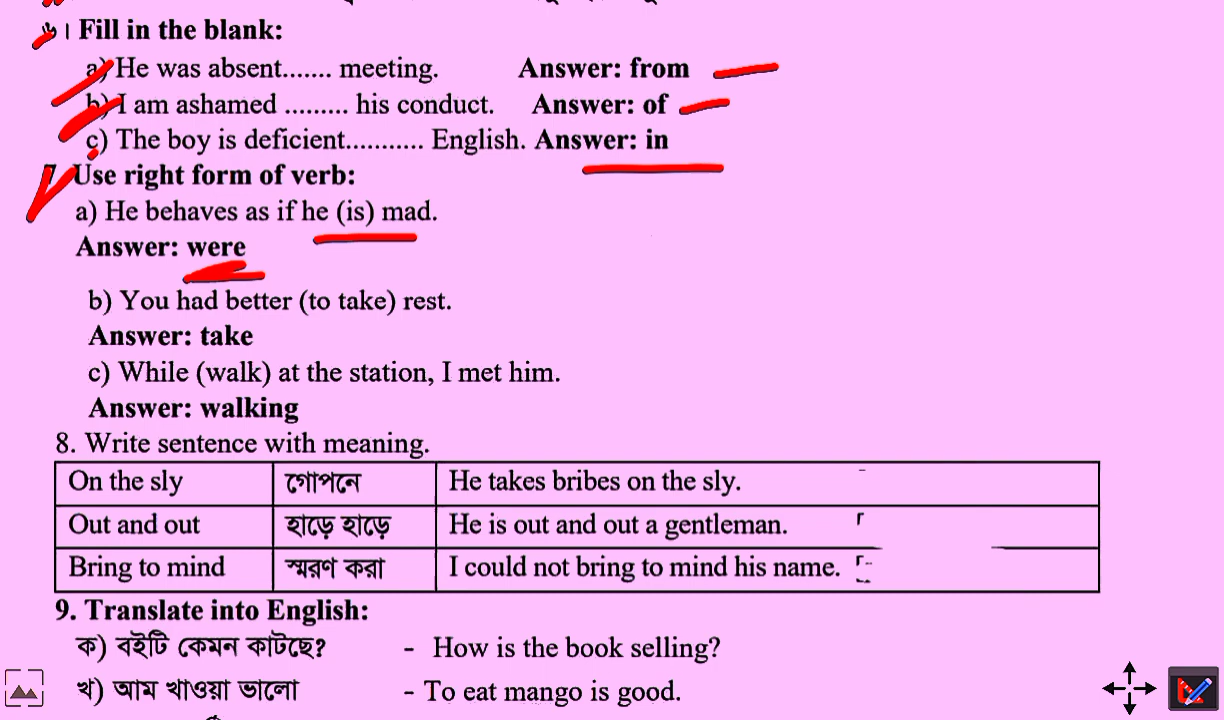 ৬। Fill in the blank:
a) He was absent....... meeting. Answer: from
b) I am ashamed ......... his conduct. Answer: of
c) The boy is deficient........... English. Answer: in
7. Use right form of verb:
a) He behaves as if he (is) mad.
Answer: were
b) You had better (to take) rest.
Answer: take
c) While (walk) at the station, I met him.
Answer: walking
8. Write sentence with meaning.
On the sly গোপনে He takes bribes on the sly.
Out and out হাড়ে হাড়ে He is out and out a gentleman.
Bring to mind স্মরণ করা I could not bring to mind his name.
9. Translate into English:
ক) বইটি কেমন কাটছে? - How is the book selling?
খ) আম খাওয়া ভালো - To eat mango is good.